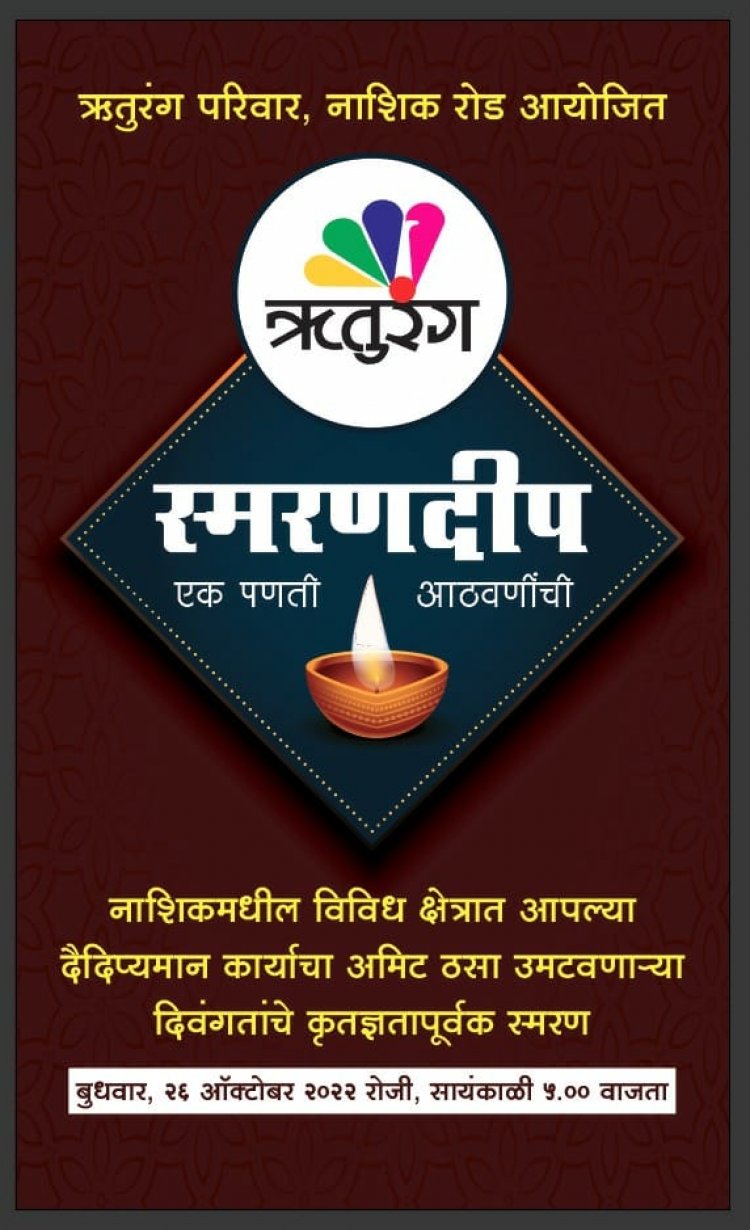 ऋतुरंग परिवार, नाशिक रोड आयोजित
ऋतुरंग
स्मरणदीप
एक पणती आठवणींची
नाशिकमधील विविध क्षेत्रात आपल्या
दैदिप्यमान कार्याचा अमिट ठसा उमटवणाऱ्या
दिवंगतांचे कृतज्ञतापूर्वक स्मरण
बुधवार, २६ ऑक्टोबर २०२२ रोजी, सायंकाळी ५.०० वाजता